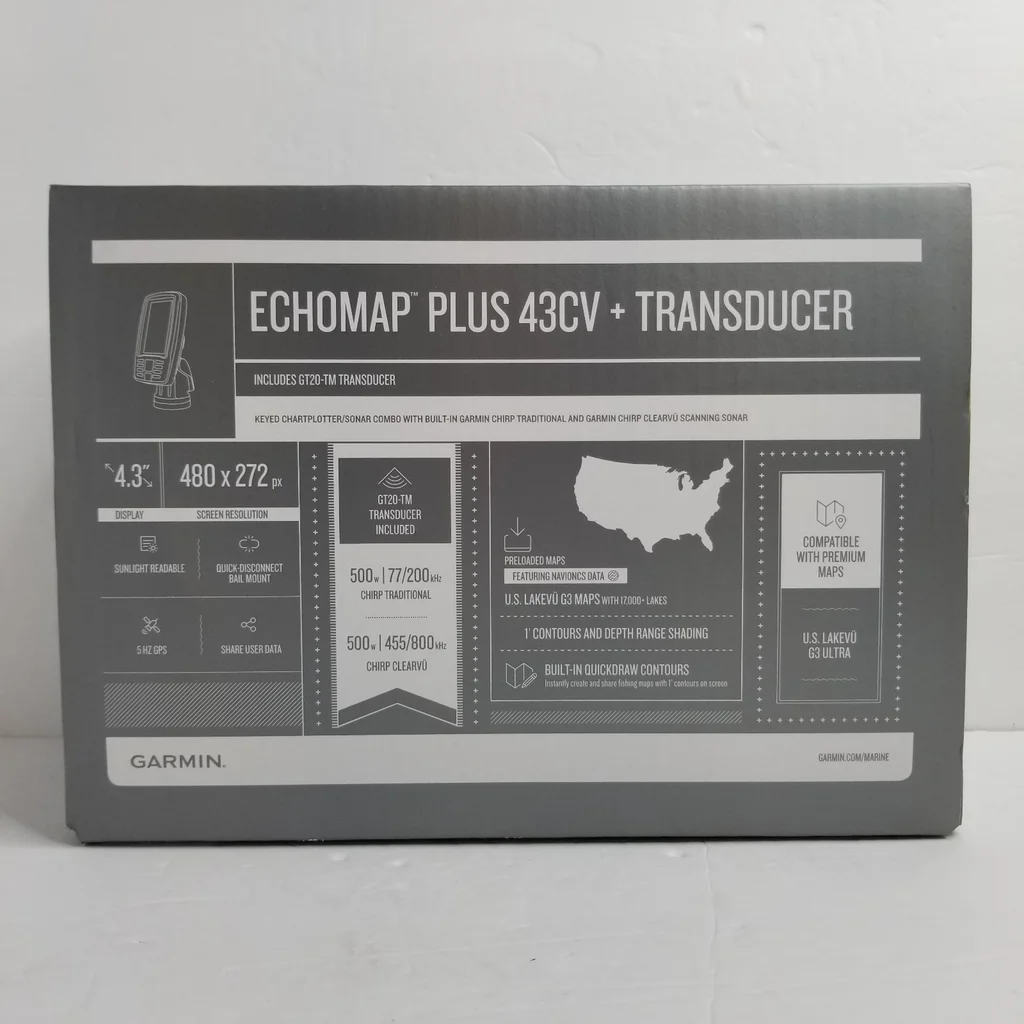 ECHOMAP™ PLUS 43CV + TRANSDUCER
INCLUDES GT20-TM TRANSDUCER
KEYED CHARTPLOTTER/SONAR COMBO WITH BUILT-IN GARMIN CHIRP TRADITIONAL AND GARMIN CHIRP CLEARVÜ SCANNING SONAR
4.3”
DISPLAY
480 x 272 px
SCREEN RESOLUTION
SUNLIGHT READABLE
QUICK-DISCONNECT
BAIL MOUNT
5 HZ GPS
SHARE USER DATA
GT20-TM
TRANSDUCER
INCLUDED
500w | 77/200kHz
CHIRP TRADITIONAL
500w | 455/800kHz
CHIRP CLEARVÜ
PRELOADED MAPS
FEATURING NAVIONICS DATA
U.S. LAKEVÜ G3 MAPS WITH 17,000+ LAKES
1' CONTOURS AND DEPTH RANGE SHADING
BUILT-IN QUICKDRAW CONTOURS
Instantly create and share fishing maps with 1' contours on screen
COMPATIBLE
WITH PREMIUM
MAPS
U.S. LAKEVÜ
G3 ULTRA
GARMIN.
GARMIN.COM/MARINE